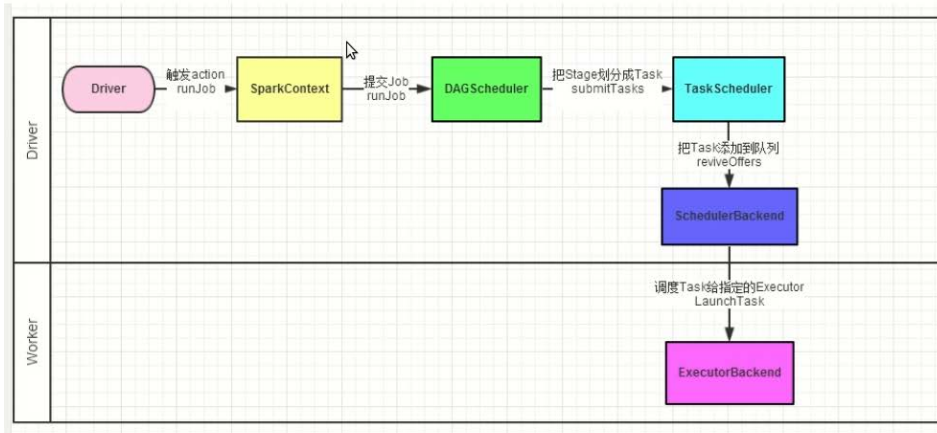 Driver
Driver
触发action
runJob
SparkContext
提交Job
runJob
DAGScheduler
把Stage划分成Task
submitTasks
TaskScheduler
把Task添加到队列
reviveOffers
SchedulerBackend
Worker
调度Task给指定的Executor
LaunchTask
ExecutorBackend